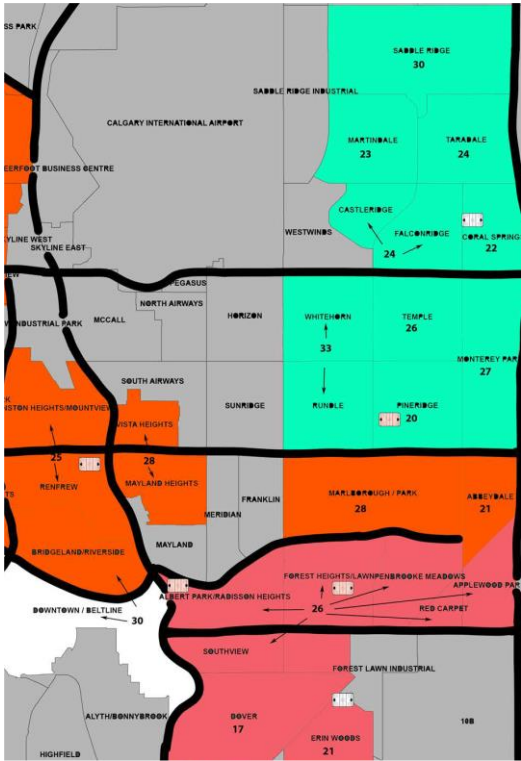 SS PARK
SADDLE RIDGE
30
SADDLE RIDGE INDUSTRIAL
CALGARY INTERNATIONAL AIRPORT
MARTINDALE
23
TARADALE
24
EERFOOT BUSINESS CENTRE
CASTLERIDGE
FALCONRIDGE
24
CORAL SPRING
22
WESTWINDS
KYLINE WEST
SKYLINE EAST
VIEW
PEGASUS
NORTH AIRWAYS
MCCALL
HORIZON
WHITEHORN
TEMPLE
26
W INDUSTRIAL PARK
33
MONTEREY PAR
27
SOUTH AIRWAYS
SUNRIDGE
RUNDLE
PINERIDGE
20
K
NSTON HEIGHTS/MOUNTVIEW
VISTA HEIGHTS
25
28
RENFREW
MAYLAND HEIGHTS
TS
FRANKLIN
MERIDIAN
MARLBOROUGH / PARK
28
ABBEYDALE
21
BRIDGELAND/RIVERSIDE
MAYLAND
FOREST HEIGHTS/LAWN
PENBROOKE MEADOWS
APPLEWOOD PAR
ALBERT PARK/RADISSON HEIGHTS
26
RED CARPET
DOWNTOWN / BELTLINE
30
SOUTHVIEW
FOREST LAWN INDUSTRIAL
ALYTH/BONNYBROOK
DOVER
17
10B
ERIN WOODS
21
HIGHFIELD